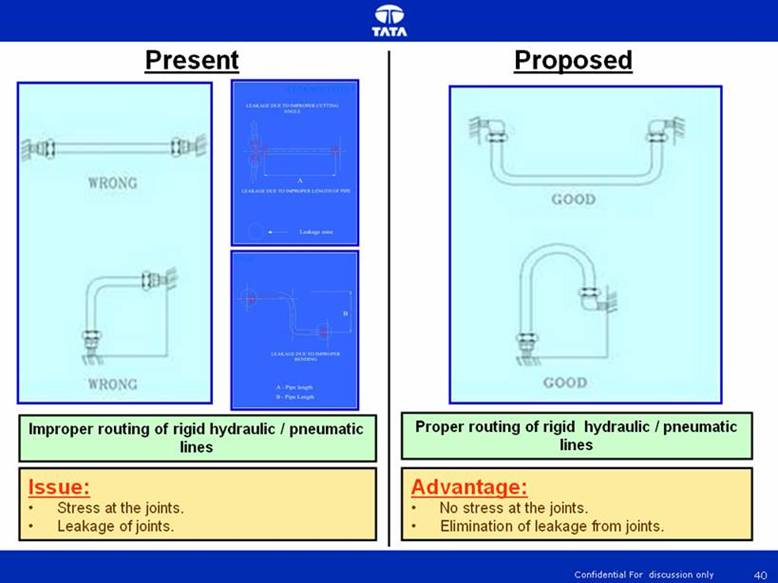 TATA
Present
Proposed
WRONG
WRONG
LEAKAGE DUE TO IMPROPER CUTTING
ANGLE
A
LEAKAGE DUE TO IMPROPER LENGTH OF PIPE
Leakage zone
B
LEAKAGE DUE TO IMPROPER
BENDING
A - Pipe length
B - Pipe Length
GOOD
GOOD
Improper routing of rigid hydraulic / pneumatic
lines
Issue:
• Stress at the joints.
• Leakage of joints.
Proper routing of rigid hydraulic / pneumatic
lines
Advantage:
• No stress at the joints.
• Elimination of leakage from joints.
Confidential For discussion only
40